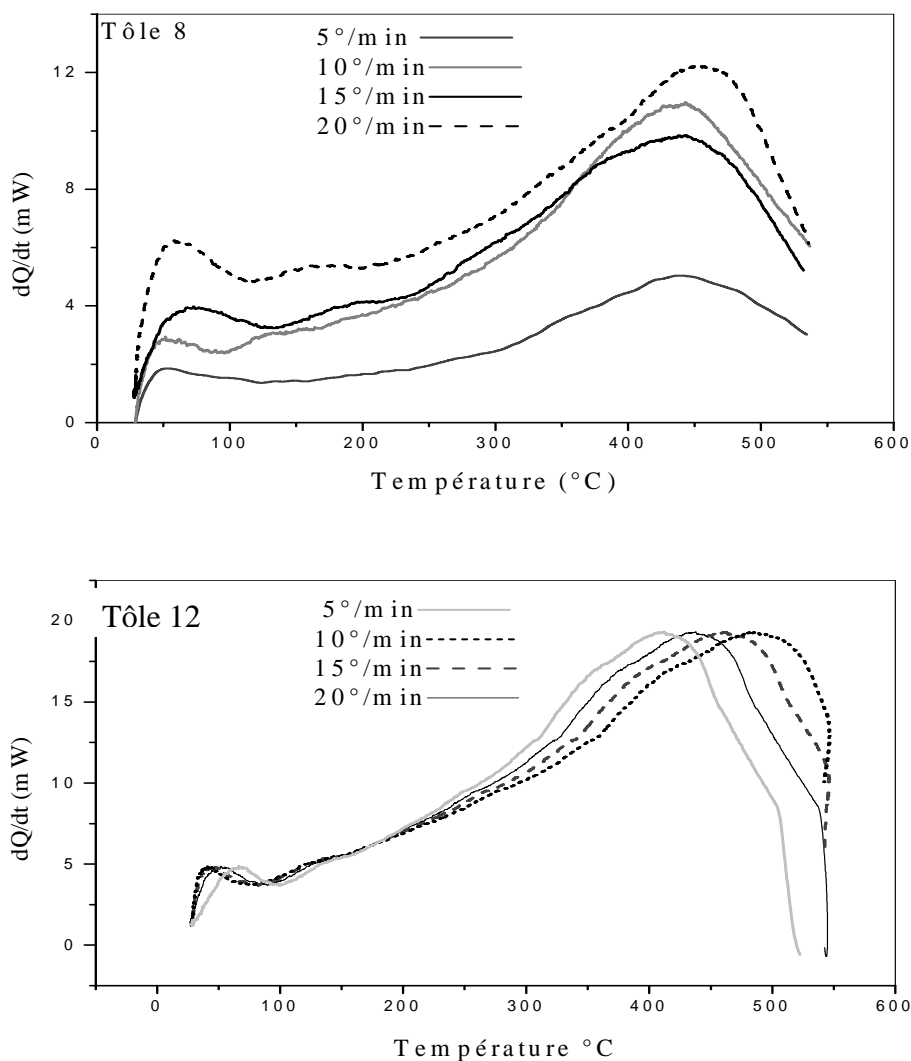 Tôle 8
5°/min
10°/min
15°/min
20°/min
12
8
4
0
dQ/dt (mW)
0 100 200 300 400 500 600
Température (°C)
Tôle 12
5°/min
10°/min
15°/min
20°/min
20
15
10
5
0
dQ/dt (mW)
0 100 200 300 400 500 600
Température °C